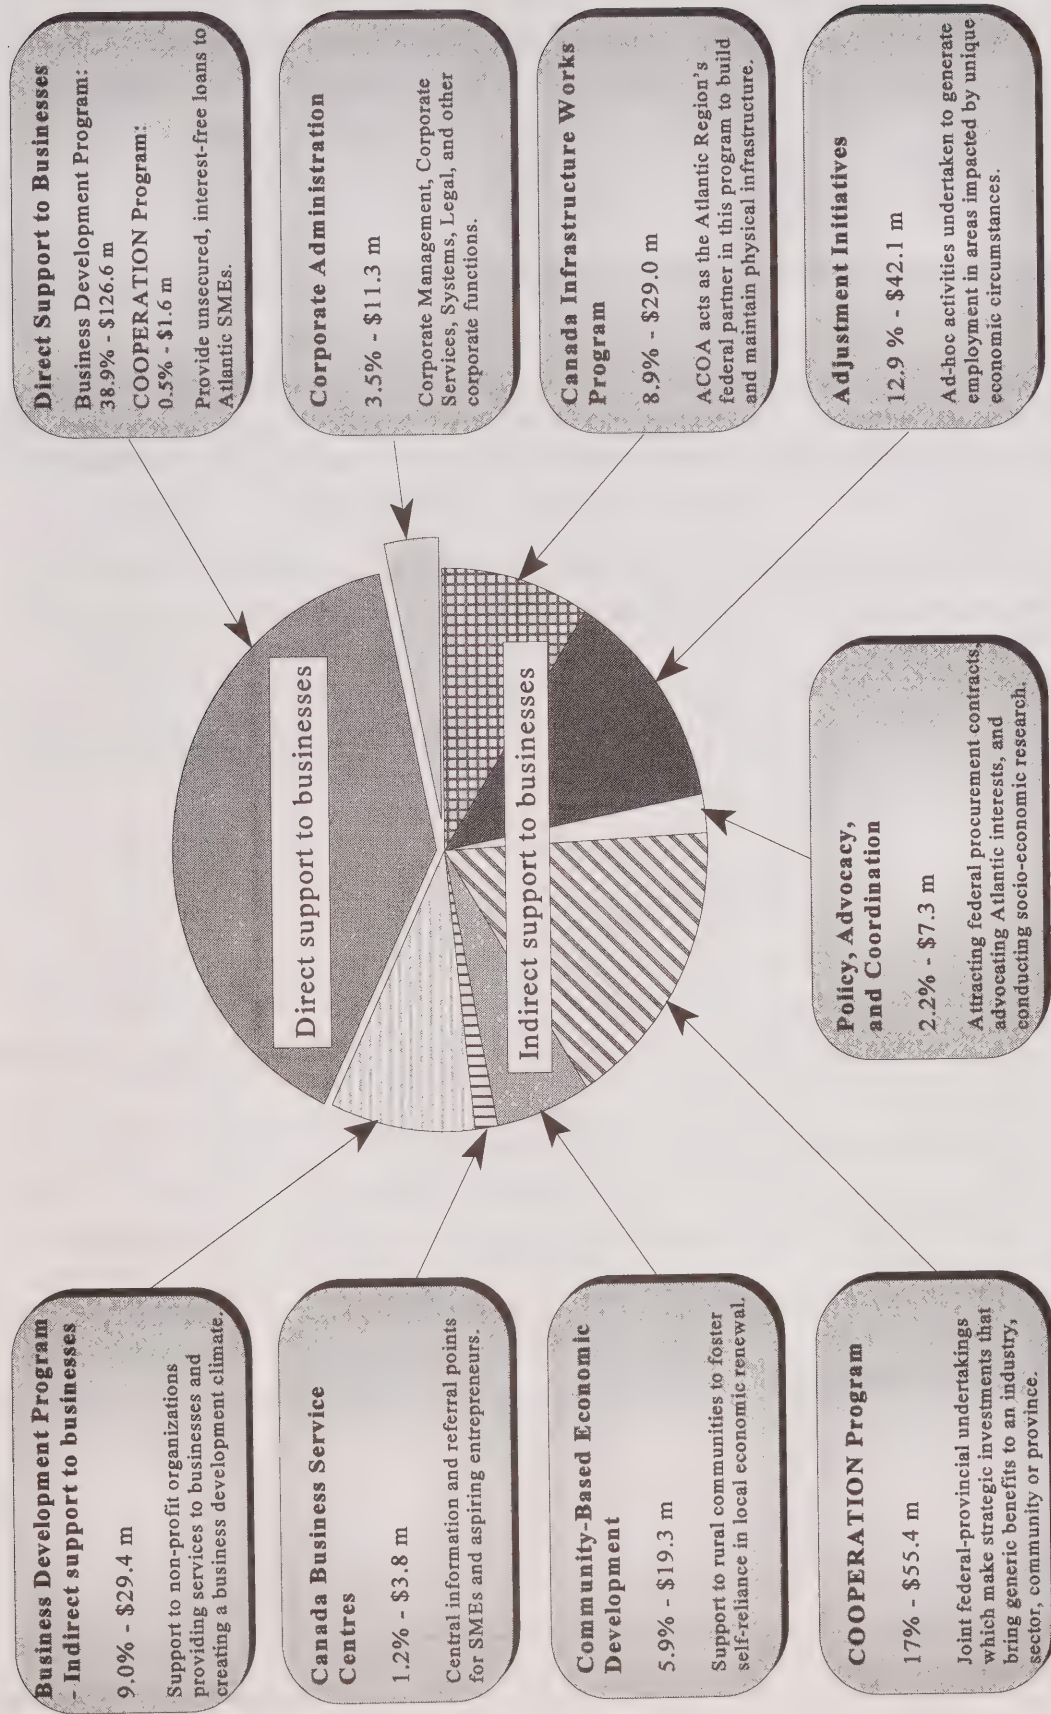 Business Development Program
- Indirect support to businesses
9.0% - $29.4 m
Support to non-profit organizations
providing services to businesses and
creating a business development climate.
Canada Business Service
Centres
1.2% - $3.8 m
Central information and referral points
for SMEs and aspiring entrepreneurs.
Community-Based Economic
Development
5.9% - $19.3 m
Support to rural communities to foster
self-reliance in local economic renewal.
COOPERATION Program
17% - $55.4 m
Joint federal-provincial undertakings
which make strategic investments that
bring generic benefits to an industry,
sector, community or province.
Direct support to businesses
Indirect support to businesses
Policy, Advocacy,
and Coordination
2.2% - $7.3 m
Attracting federal procurement contracts,
advocating Atlantic interests, and
conducting socio-economic research.
Direct Support to Businesses
Business Development Program:
38.9% - $126.6 m
COOPERATION Program:
0.5% - $1.6 m
Provide unsecured, interest-free loans to
Atlantic SMEs.
Corporate Administration
3.5% - $11.3 m
Corporate Management, Corporate
Services, Systems, Legal, and other
corporate functions.
Canada Infrastructure Works
Program
8.9% - $29.0 m
ACOA acts as the Atlantic Region's
federal partner in this program to build
and maintain physical infrastructure.
Adjustment Initiatives
12.9 % - $42.1 m
Ad-hoc activities undertaken to generate
employment in areas impacted by unique
economic circumstances.